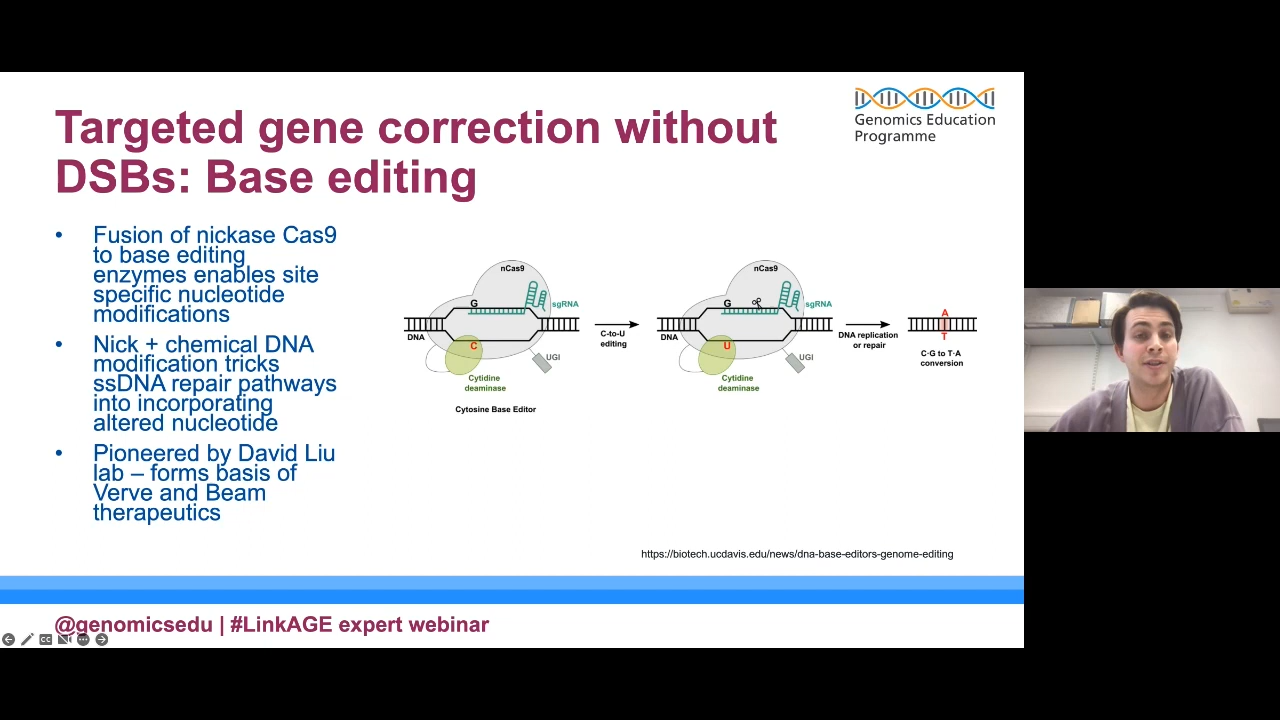 Targeted gene correction without
DSBs: Base editing
Genomics Education
Programme
• Fusion of nickase Cas9
to base editing
enzymes enables site
specific nucleotide
modifications
• Nick + chemical DNA
modification tricks
ssDNA repair pathways
into incorporating
altered nucleotide
• Pioneered by David Liu
lab – forms basis of
Verve and Beam
therapeutics
nCas9
G
sgRNA
DNA
C
UGI
Cytidine
deaminase
Cytosine Base Editor
C-to-U
editing
nCas9
G
sgRNA
DNA
U
UGI
Cytidine
deaminase
DNA replication
or repair
A
T
C·G to T·A
conversion
https://biotech.ucdavis.edu/news/dna-base-editors-genome-editing
@genomicsedu | #LinkAGE expert webinar
CC